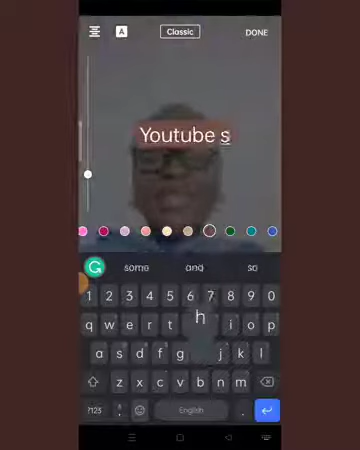 A
Classic
DONE
Youtube s
G
some
and
so
1 2 3 4 5 6 7 8 9 0
q w e r t i o p
h
a s d f g j k l
z x c v b n m
?123 , English .